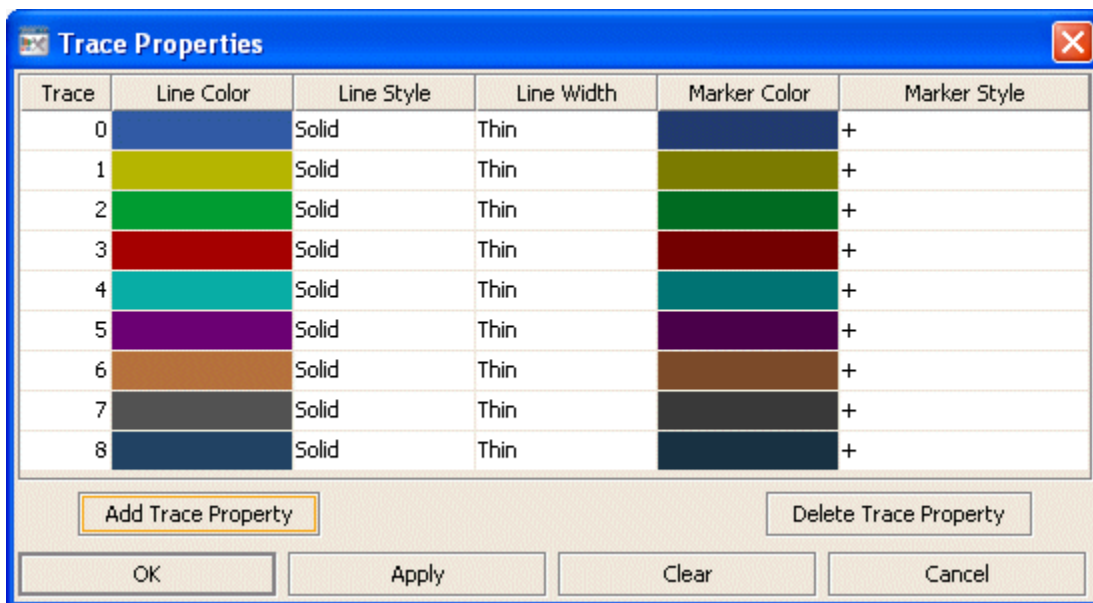 Trace Properties
Trace Line Color Line Style Line Width Marker Color Marker Style
0 Solid Thin +
1 Solid Thin +
2 Solid Thin +
3 Solid Thin +
4 Solid Thin +
5 Solid Thin +
6 Solid Thin +
7 Solid Thin +
8 Solid Thin +
Add Trace Property Delete Trace Property
OK Apply Clear Cancel